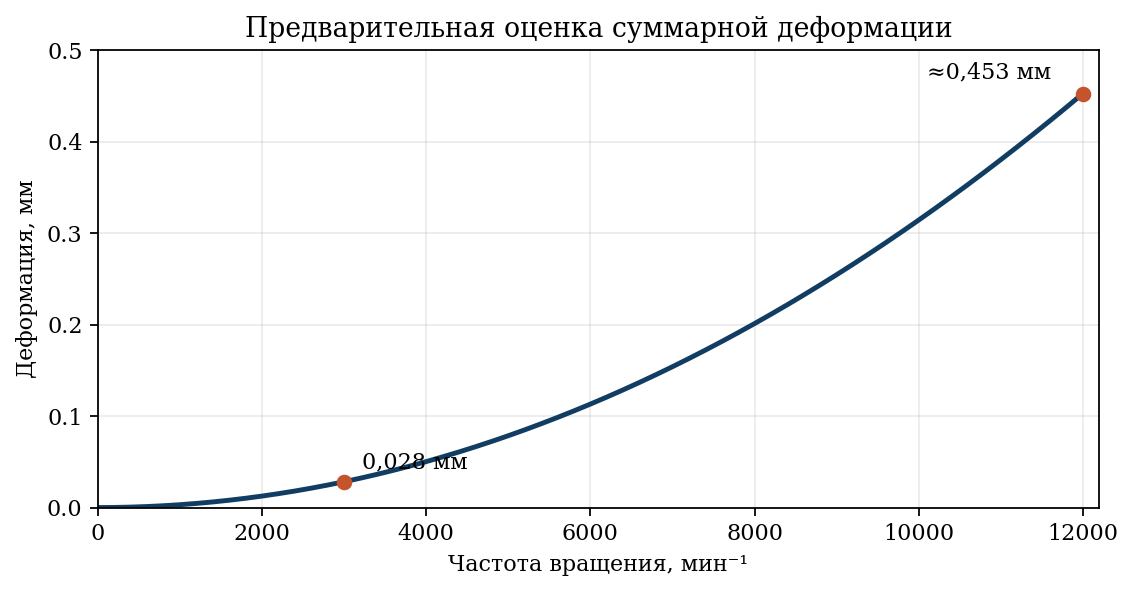 Предварительная оценка суммарной деформации
Деформация, мм
0.5
0.4
0.3
0.2
0.1
0.0
≈0,453 мм
0,028 мм
0
2000
4000
6000
8000
10000
12000
Частота вращения, мин⁻¹